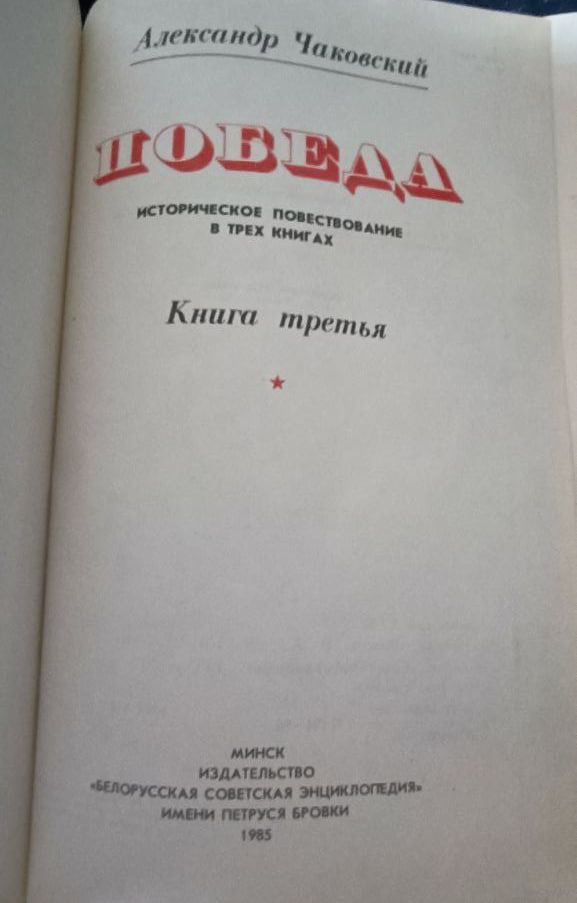 Александр Чаковский
ПОБЕДА
ИСТОРИЧЕСКОЕ ПОВЕСТВОВАНИЕ
В ТРЕХ КНИГАХ
Книга третья
МИНСК
ИЗДАТЕЛЬСТВО
«БЕЛОРУССКАЯ СОВЕТСКАЯ ЭНЦИКЛОПЕДИЯ»
ИМЕНИ ПЕТРУСЯ БРОВКИ
1985